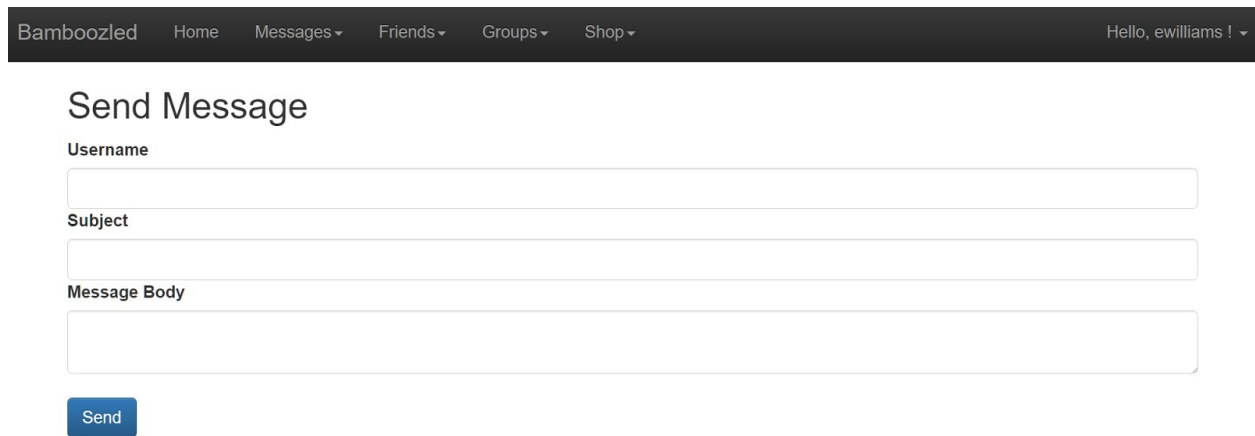 Bamboozled Home Messages Friends Groups Shop Hello, ewilliams !
Send Message
Username
Subject
Message Body
Send